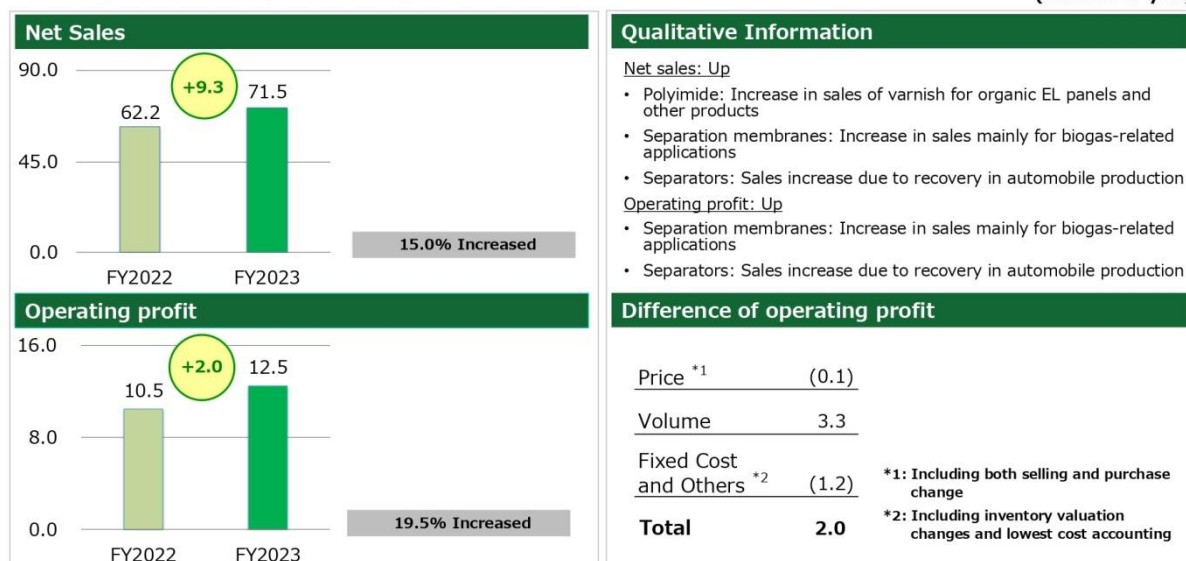 Net Sales
90.0
+9.3
71.5
62.2
45.0
0.0
15.0% Increased
FY2022
FY2023
Operating profit
16.0
+2.0
12.5
10.5
8.0
0.0
19.5% Increased
FY2022
FY2023
Qualitative Information
Net sales: Up
• Polyimide: Increase in sales of varnish for organic EL panels and
other products
• Separation membranes: Increase in sales mainly for biogas-related
applications
• Separators: Sales increase due to recovery in automobile production
Operating profit: Up
• Separation membranes: Increase in sales mainly for biogas-related
applications
• Separators: Sales increase due to recovery in automobile production
Difference of operating profit
Price *1 (0.1)
Volume 3.3
Fixed Cost
and Others *2 (1.2)
Total 2.0
*1: Including both selling and purchase
change
*2: Including inventory valuation
changes and lowest cost accounting